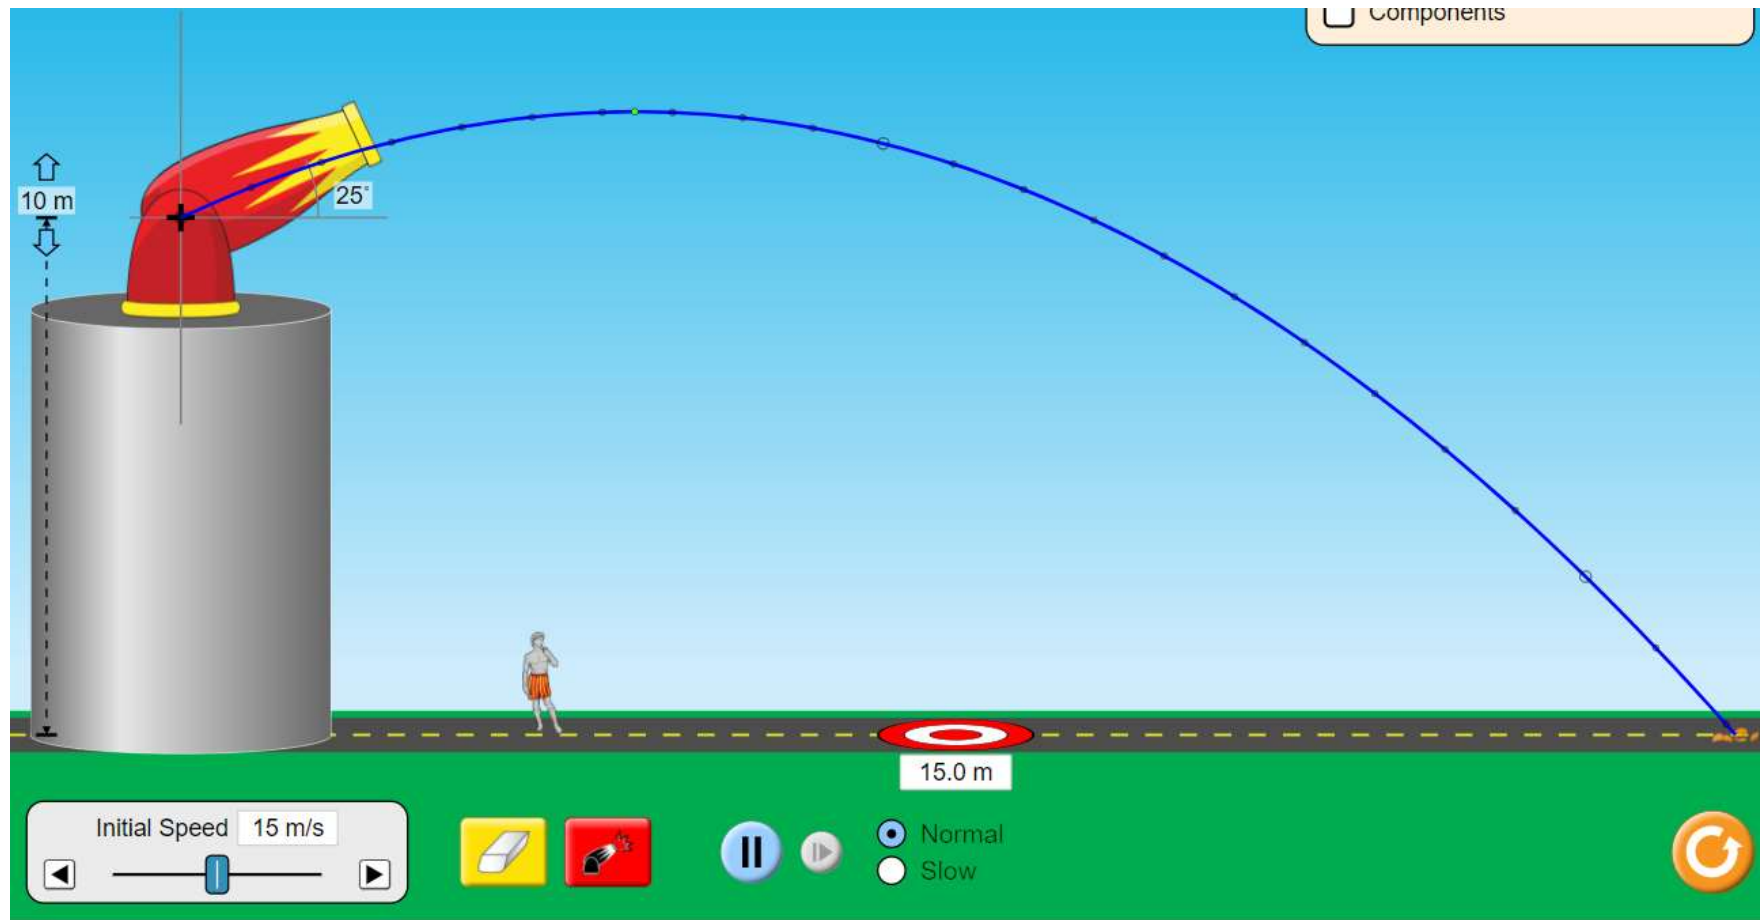 Components
10 m
25°
15.0 m
Initial Speed 15 m/s
Normal
Slow